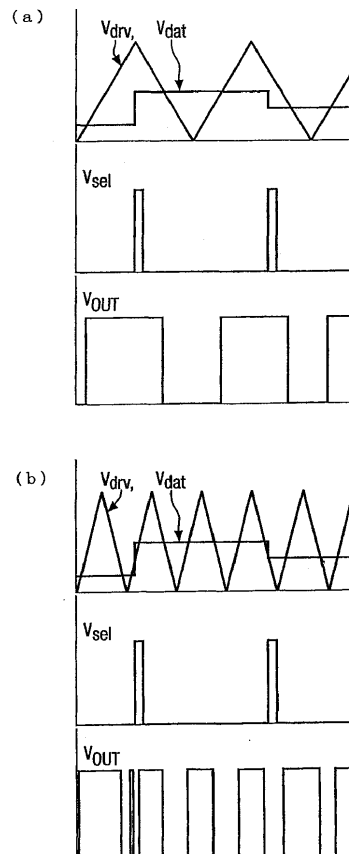 (a)
Vdrv, Vdat
Vsel
VOUT
(b)
Vdrv, Vdat
Vsel
VOUT